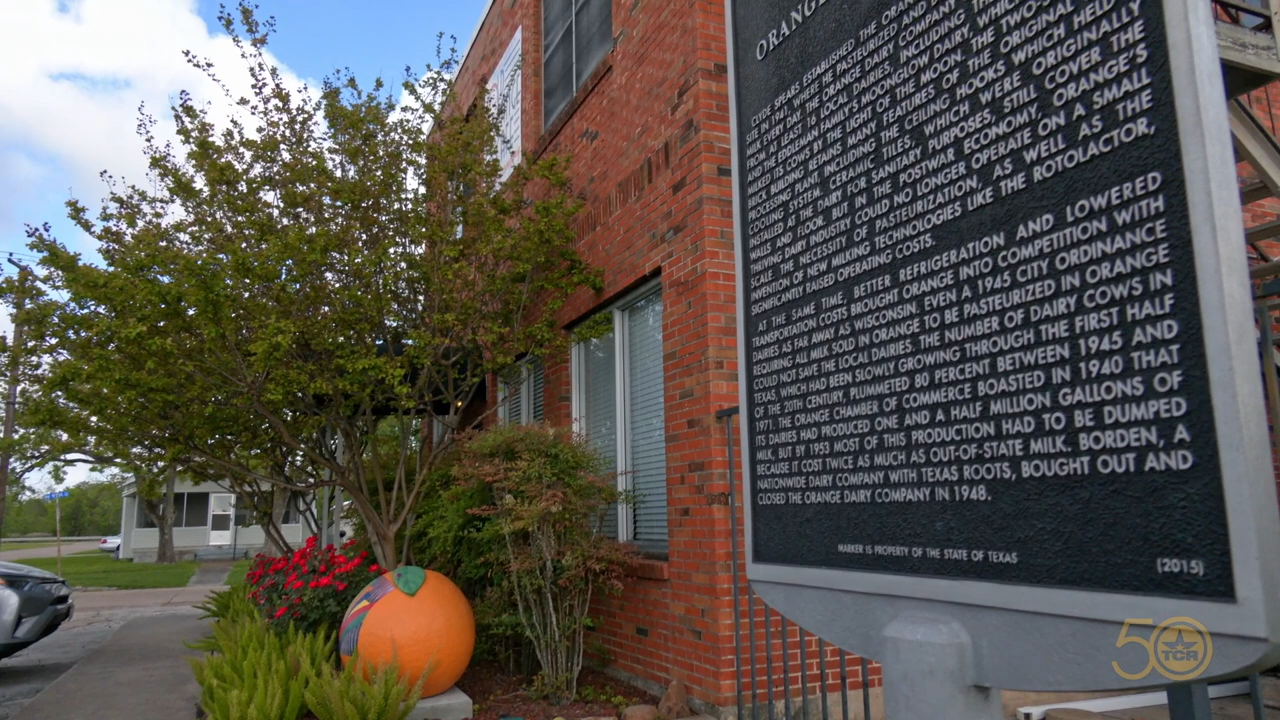 ORANGE
CLYDE SPEARS ESTABLISHED THE
SITE IN 1947 WHERE THE PASTEURIZED AND
MILK EVERY DAY. THE ORANGE DAIRY COMPANY
FROM AT LEAST 16 LOCAL DAIRIES, INCLUDING
AND THE EDDLEMAN FAMILY'S MOONGLOW DAIRY, WHICH
MILKED ITS COWS BY THE LIGHT OF THE MOON. THE TWO-
BRICK BUILDING RETAINS MANY FEATURES OF THE ORIGINAL
PROCESSING PLANT, INCLUDING THE CEILING HOOKS WHICH HELD
COOLING SYSTEM. CERAMIC TILES, WHICH WERE ORIGINALLY
INSTALLED AT THE DAIRY FOR SANITARY PURPOSES, STILL COVER THE
WALLS AND FLOOR. BUT IN THE POSTWAR ECONOMY, ORANGE'S
THRIVING DAIRY INDUSTRY COULD NO LONGER OPERATE ON A SMALL
SCALE. THE NECESSITY OF PASTEURIZATION, AS WELL AS THE
INVENTION OF NEW MILKING TECHNOLOGIES LIKE THE ROTOLACTOR,
SIGNIFICANTLY RAISED OPERATING COSTS.
AT THE SAME TIME, BETTER REFRIGERATION AND LOWERED
TRANSPORTATION COSTS BROUGHT ORANGE INTO COMPETITION WITH
DAIRIES AS FAR AWAY AS WISCONSIN. EVEN A 1945 CITY ORDINANCE
REQUIRING ALL MILK SOLD IN ORANGE TO BE PASTEURIZED IN ORANGE
COULD NOT SAVE THE LOCAL DAIRIES. THE NUMBER OF DAIRY COWS IN
TEXAS, WHICH HAD BEEN SLOWLY GROWING THROUGH THE FIRST HALF
OF THE 20TH CENTURY, PLUMMETED 80 PERCENT BETWEEN 1945 AND
1971. THE ORANGE CHAMBER OF COMMERCE BOASTED IN 1940 THAT
ITS DAIRIES HAD PRODUCED ONE AND A HALF MILLION GALLONS OF
MILK, BUT BY 1953 MOST OF THIS PRODUCTION HAD TO BE DUMPED
BECAUSE IT COST TWICE AS MUCH AS OUT-OF-STATE MILK. BORDEN, A
NATIONWIDE DAIRY COMPANY WITH TEXAS ROOTS, BOUGHT OUT AND
CLOSED THE ORANGE DAIRY COMPANY IN 1948.
(2015)
MARKER IS PROPERTY OF THE STATE OF TEXAS
50 TCR